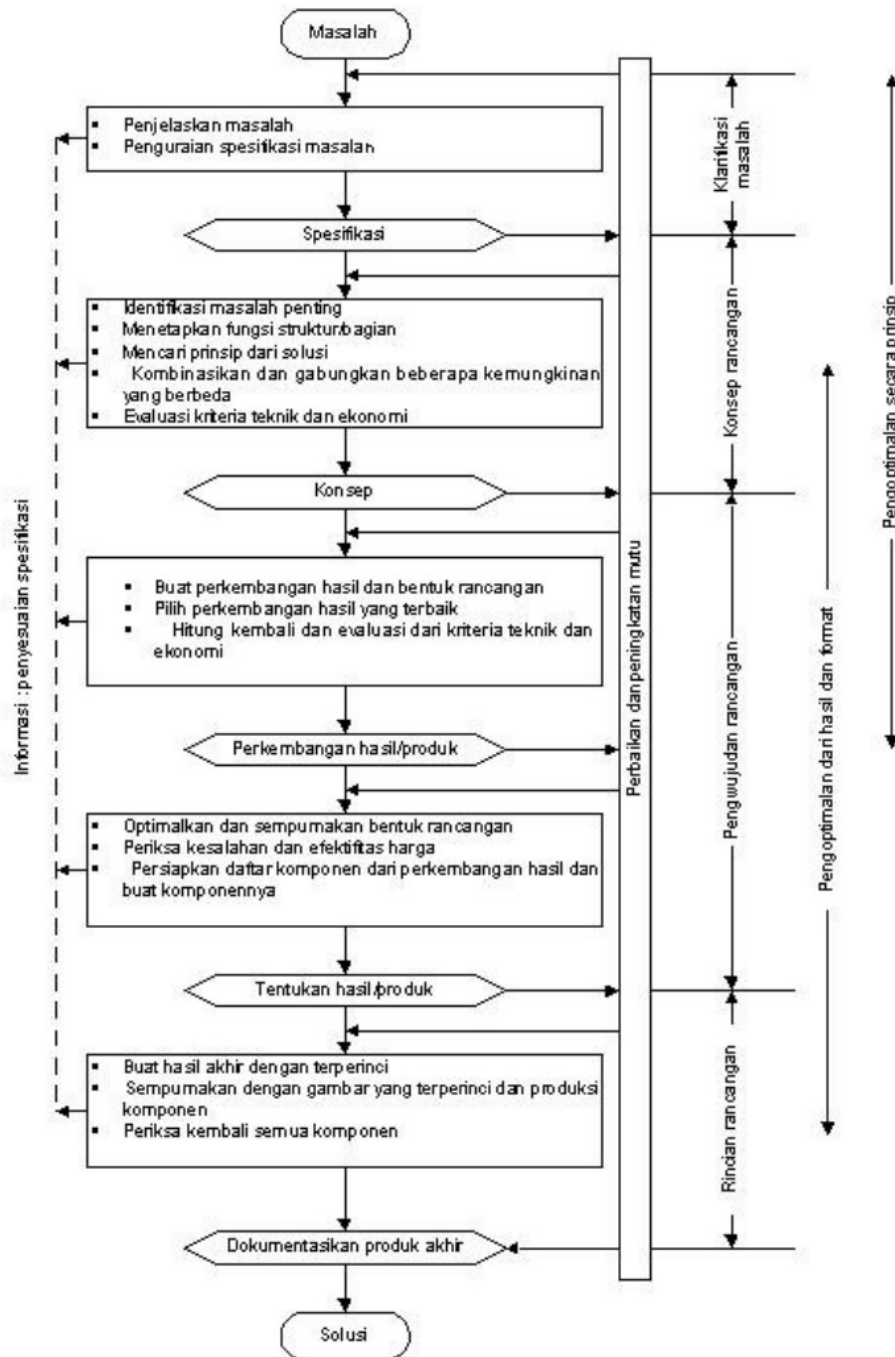 Masalah
Penjelaskan masalah
Penguraian spesifikasi masalan
Spesifikasi
Identifikasi masalah penting
Menetapkan fungsi struktur/bagian
Mencari prinsip dari solusi
Kombinasikan dan gabungkan beberapa kemungkinan
yang berbeda
Evaluasi kriteria teknik dan ekonomi
Konsep
Buat perkembangan hasil dan bentuk rancangan
Pilih perkembangan hasil yang terbaik
Hitung kembali dan evaluasi dari kriteria teknik dan
ekonomi
Perkembangan hasil/produk
Optimalkan dan sempurnakan bentuk rancangan
Periksa kesalahan dan efektifitas harga
Persiapkan daftar komponen dari perkembangan hasil dan
buat komponennya
Tentukan hasil/produk
Buat hasil akhir dengan terperinci
Sempurnakan dengan gambar yang terperinci dan produksi
komponen
Periksa kembali semua komponen
Dokumentasikan produk akhir
Solusi
Informasi : penyesuaian spesifikasi
Perbaikan dan peningkatan mutu
Klarifikasi
masalah
Konsep rancangan
Pengwujudan rancangan
Rincian rancangan
Pengoptimalan dari hasil dan format
Pengoptimalan secara prinsip